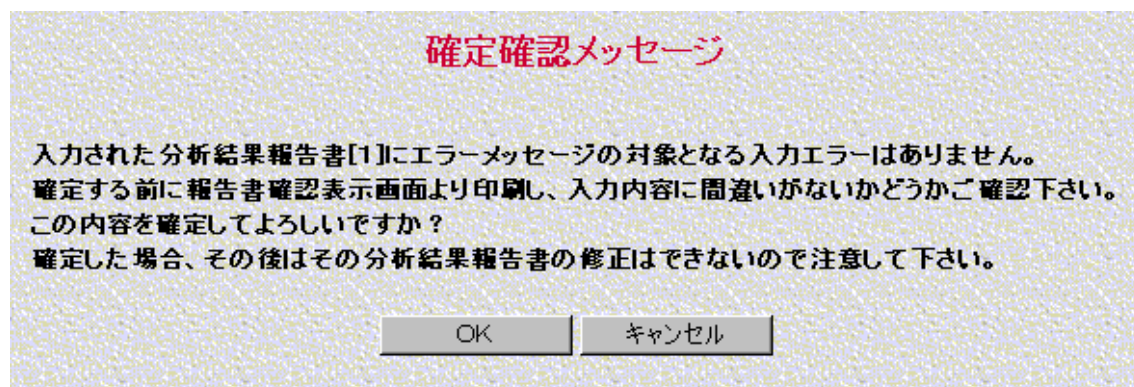 確定確認メッセージ
入力された分析結果報告書[1]にエラーメッセージの対象となる入力エラーはありません。
確定する前に報告書確認表示画面より印刷し、入力内容に間違いがないかどうかご確認下さい。
この内容を確定してよろしいですか？
確定した場合、その後はその分析結果報告書の修正はできないので注意して下さい。
OK キャンセル